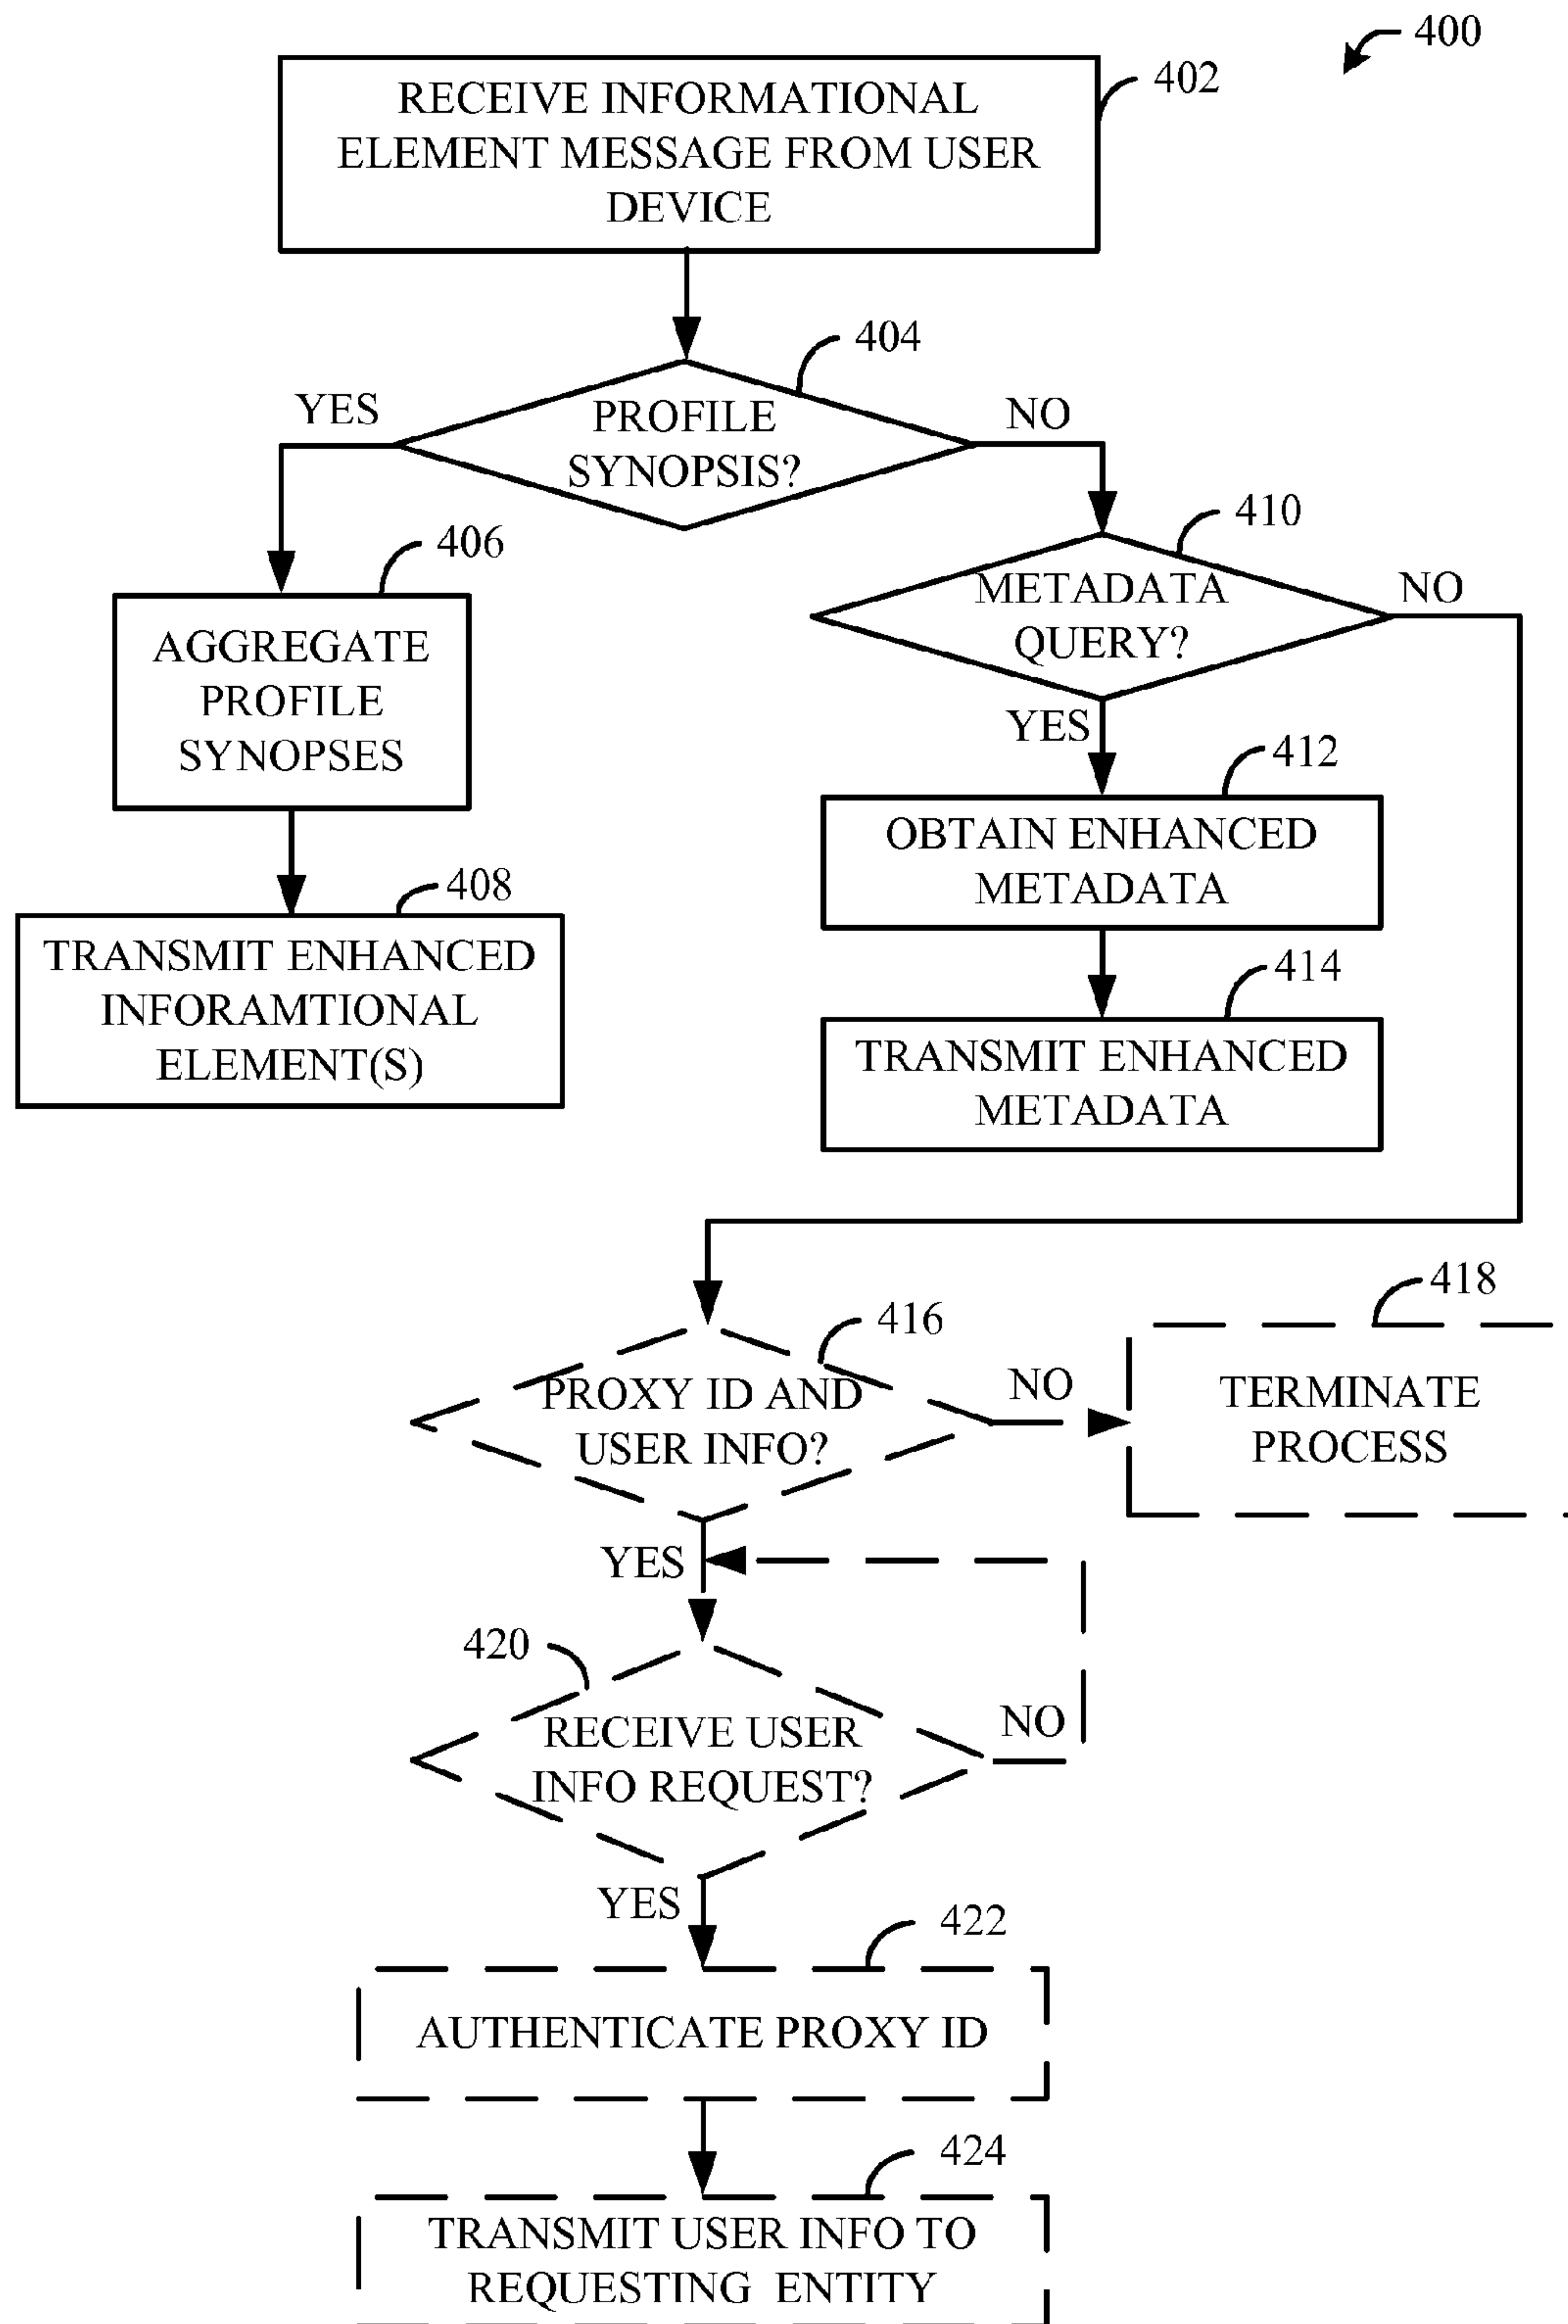 400
402
RECEIVE INFORMATIONAL
ELEMENT MESSAGE FROM USER
DEVICE
404
YES
PROFILE
SYNOPSIS?
NO
406
AGGREGATE
PROFILE
SYNOPSES
408
TRANSMIT ENHANCED
INFORAMTIONAL
ELEMENT(S)
410
METADATA
QUERY?
NO
YES
412
OBTAIN ENHANCED
METADATA
414
TRANSMIT ENHANCED
METADATA
416
PROXY ID AND
USER INFO?
NO
418
TERMINATE
PROCESS
YES
420
RECEIVE USER
INFO REQUEST?
NO
YES
422
AUTHENTICATE PROXY ID
424
TRANSMIT USER INFO TO
REQUESTING ENTITY